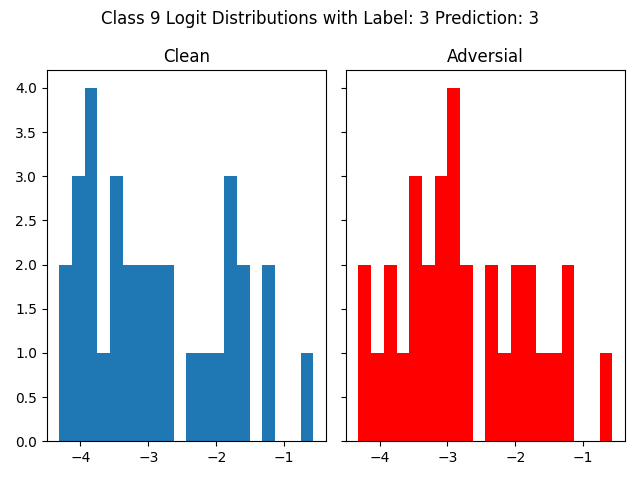 Class 9 Logit Distributions with Label: 3 Prediction: 3
Clean
Adversial
4.0
3.5
3.0
2.5
2.0
1.5
1.0
0.5
0.0
−4 −3 −2 −1
−4 −3 −2 −1